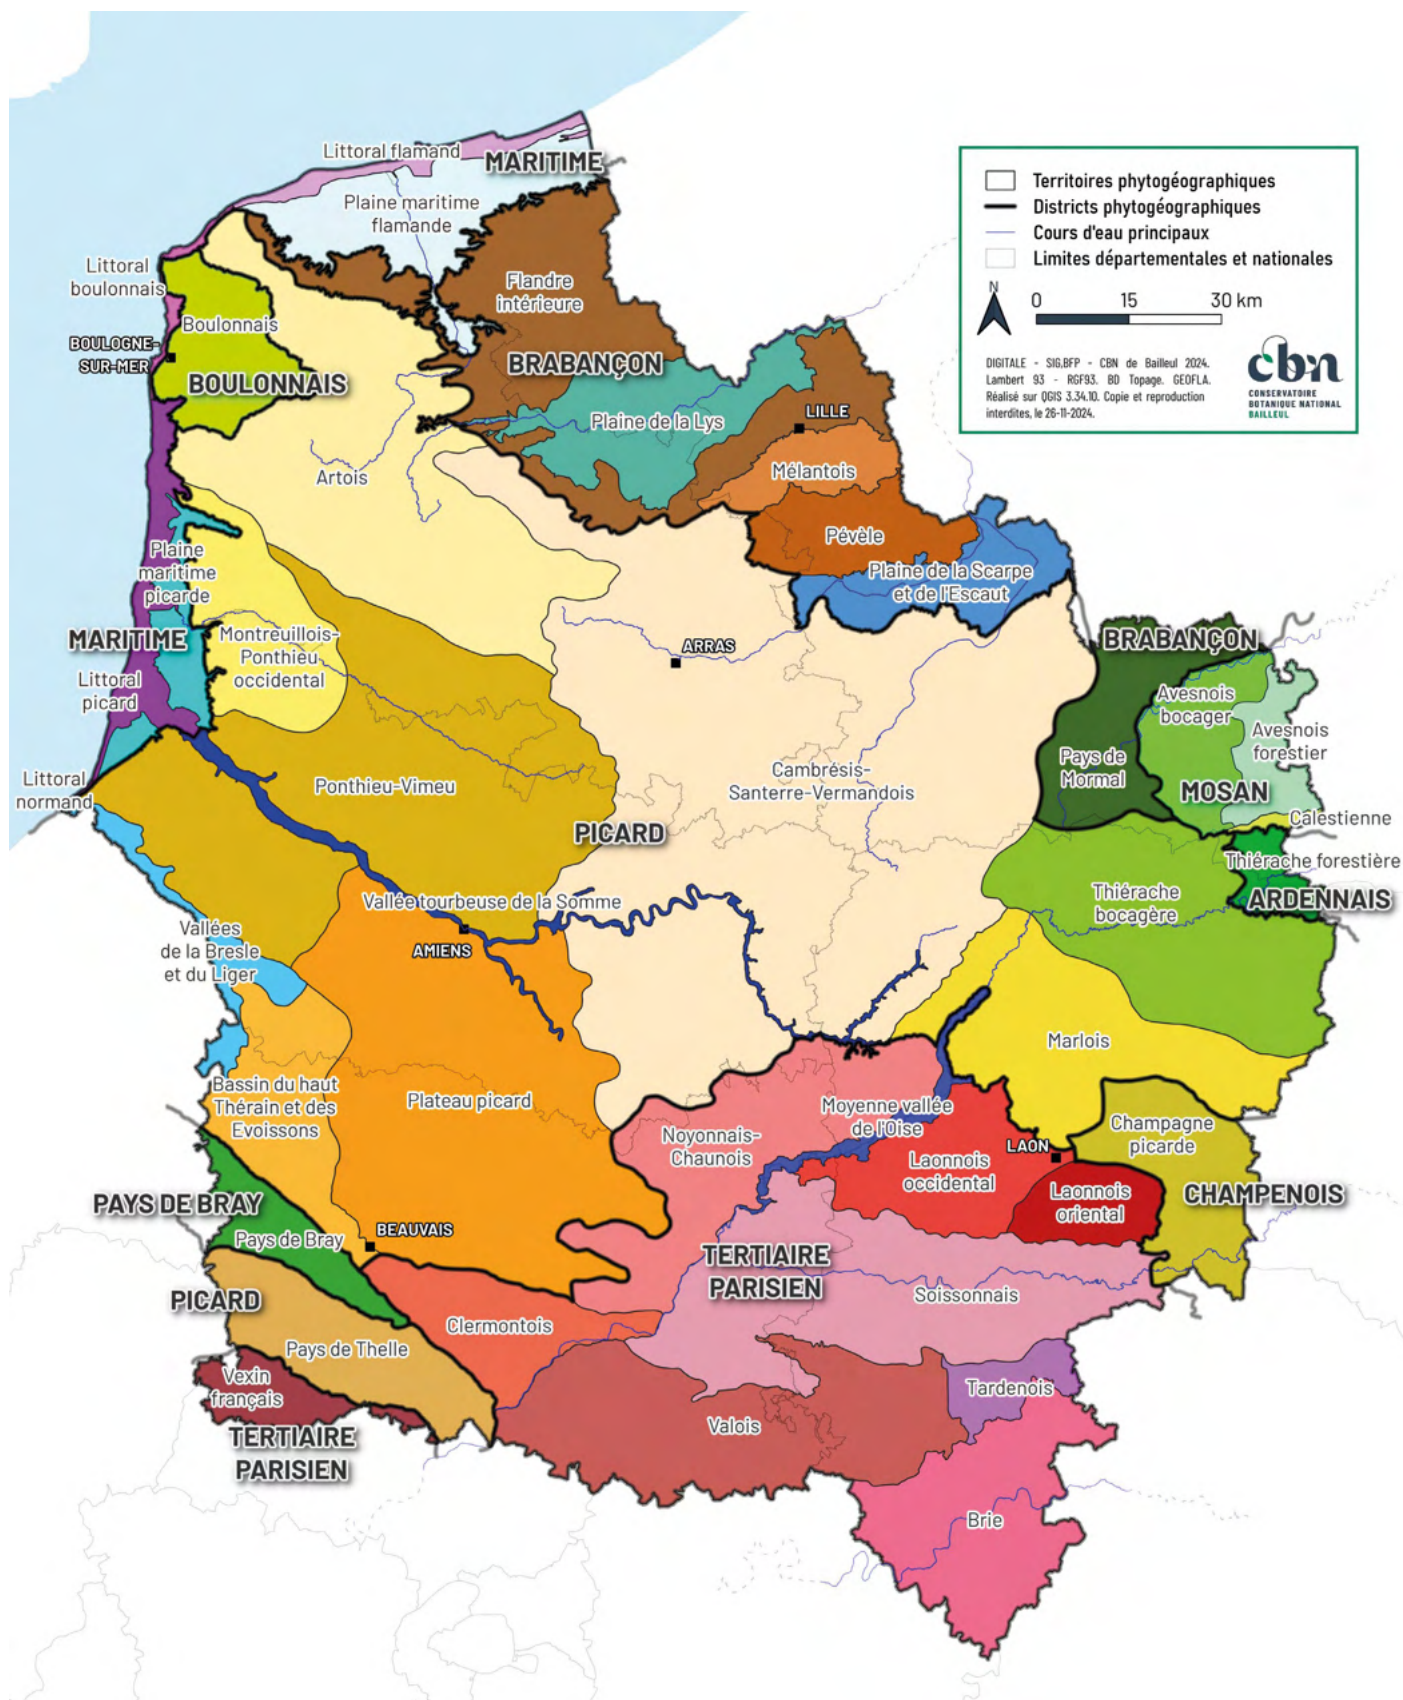 Littoral flamand
MARITIME
Plaine maritime
flamande
Territoires phytogéographiques
Districts phytogéographiques
Cours d'eau principaux
Limites départementales et nationales
N
0 15 30 km
DIGITALE - SIG,BFP - CBN de Bailleul 2024.
Lambert 93 - RGF93. BD Topage. GEOFLA.
Réalisé sur QGIS 3.34.10. Copie et reproduction
interdites, le 26-11-2024.
cbn
CONSERVATOIRE
BOTANIQUE NATIONAL
BAILLEUL
Littoral
boulonnais
Flandre
intérieure
Boulonnais
BOULOGNE-
SUR-MER
BOULONNAIS
BRABANÇON
LILLE
Plaine de la Lys
Mélantois
Artois
Pévèle
Plaine
maritime
picarde
Plaine de la Scarpe
et de l'Escaut
MARITIME
Montreuillois-
Ponthieu
occidental
ARRAS
BRABANÇON
Littoral
picard
Avesnois
bocager
Avesnois
forestier
Pays de
Mormal
Littoral
normand
Ponthieu-Vimeu
Cambrésis-
Santerre-Vermandois
MOSAN
Calestienne
PICARD
Thiérache forestière
ARDENNAIS
Thiérache
bocagère
Vallée tourbeuse de la Somme
AMIENS
Vallées
de la Bresle
et du Liger
Marlois
Bassin du haut
Thérain et des
Evoissons
Plateau picard
Moyenne vallée
de l'Oise
Noyonnais-
Chaunois
Champagne
picarde
LAON
Laonnois
occidental
Laonnois
oriental
CHAMPENOIS
PAYS DE BRAY
Pays de Bray
BEAUVAIS
TERTIAIRE
PARISIEN
PICARD
Soissonnais
Clermontois
Pays de Thelle
Vexin
français
Tardenois
Valois
TERTIAIRE
PARISIEN
Brie